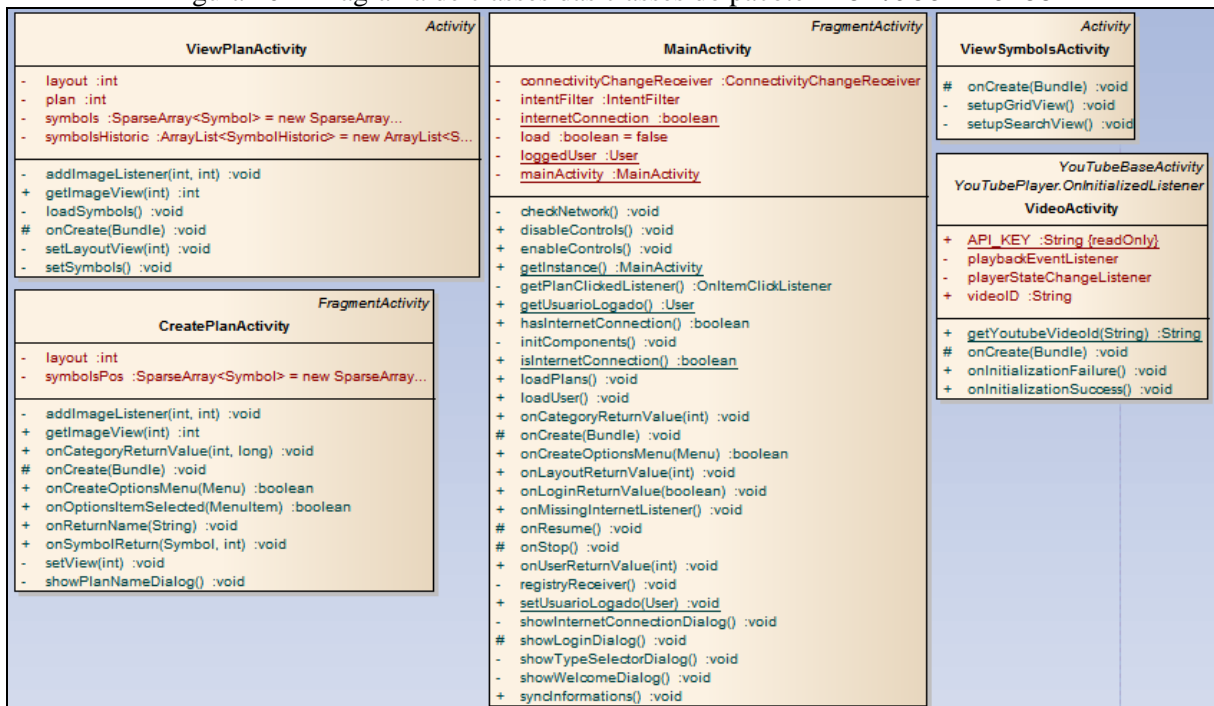 Activity
ViewPlanActivity
- layout :int
- plan :int
- symbols :SparseArray<Symbol> = new SparseArray...
- symbolsHistoric :ArrayList<SymbolHistoric> = new ArrayList<S...
- addImageListener(int, int) :void
+ getImageView(int) :int
- loadSymbols() :void
# onCreate(Bundle) :void
- setLayoutView(int) :void
- setSymbols() :void
FragmentActivity
CreatePlanActivity
- layout :int
- symbolsPos :SparseArray<Symbol> = new SparseArray...
- addImageListener(int, int) :void
+ getImageView(int) :int
+ onCategoryReturnValue(int, long) :void
# onCreate(Bundle) :void
+ onCreateOptionsMenu(Menu) :boolean
+ onOptionsItemSelected(MenuItem) :boolean
+ onReturnName(String) :void
+ onSymbolReturn(Symbol, int) :void
- setView(int) :void
- showPlanNameDialog() :void
FragmentActivity
MainActivity
- connectivityChangeReceiver :ConnectivityChangeReceiver
- intentFilter :IntentFilter
- internetConnection :boolean
- load :boolean = false
- loggedUser :User
- mainActivity :MainActivity
- checkNetwork() :void
+ disableControls() :void
+ enableControls() :void
+ getInstance() :MainActivity
- getPlanClickedListener() :OnItemClickListener
+ getUsuarioLogado() :User
+ hasInternetConnection() :boolean
- initComponents() :void
+ isInternetConnection() :boolean
+ loadPlans() :void
+ loadUser() :void
+ onCategoryReturnValue(int) :void
# onCreate(Bundle) :void
+ onCreateOptionsMenu(Menu) :boolean
+ onLayoutReturnValue(int) :void
+ onLoginReturnValue(boolean) :void
+ onMissingInternetListener() :void
# onResume() :void
# onStop() :void
+ onUserReturnValue(int) :void
- registryReceiver() :void
+ setUsuarioLogado(User) :void
- showInternetConnectionDialog() :void
# showLoginDialog() :void
- showTypeSelectorDialog() :void
- showWelcomeDialog() :void
+ syncInformations() :void
Activity
ViewSymbolsActivity
# onCreate(Bundle) :void
- setupGridView() :void
- setupSearchView() :void
YouTubeBaseActivity
YouTubePlayer.OnInitializedListener
VideoActivity
+ API_KEY :String {readOnly}
- playbackEventListener
- playerStateChangeListener
+ videoID :String
+ getYoutubeVideoId(String) :String
# onCreate(Bundle) :void
+ onInitializationFailure() :void
+ onInitializationSuccess() :void